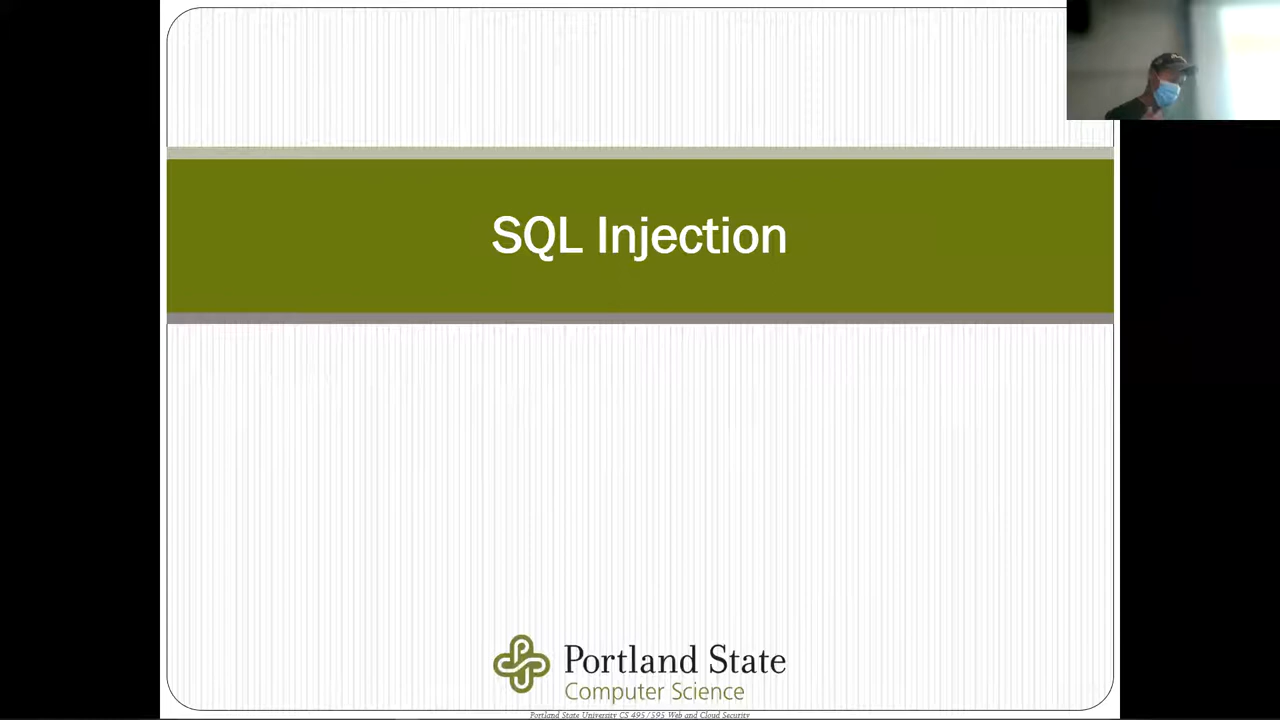 SQL Injection
Portland State
Computer Science
Portland State University CS 495/595 Web and Cloud Security